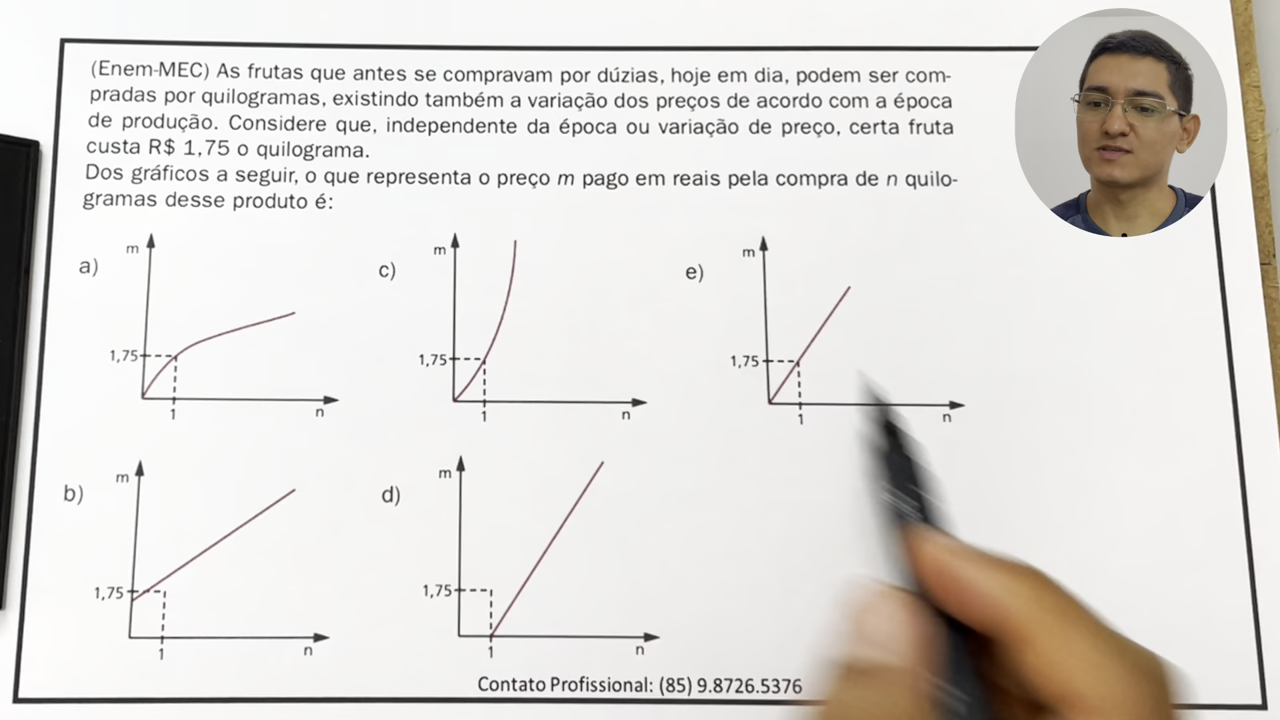 (Enem-MEC) As frutas que antes se compravam por dúzias, hoje em dia, podem ser com-
pradas por quilogramas, existindo também a variação dos preços de acordo com a época
de produção. Considere que, independente da época ou variação de preço, certa fruta
custa R$ 1,75 o quilograma.
Dos gráficos a seguir, o que representa o preço m pago em reais pela compra de n quilo-
gramas desse produto é:
a)
m
1,75
1
n
c)
m
1,75
1
n
e)
m
1,75
1
n
b)
m
1,75
1
n
d)
m
1,75
1
n
Contato Profissional: (85) 9.8726.5376